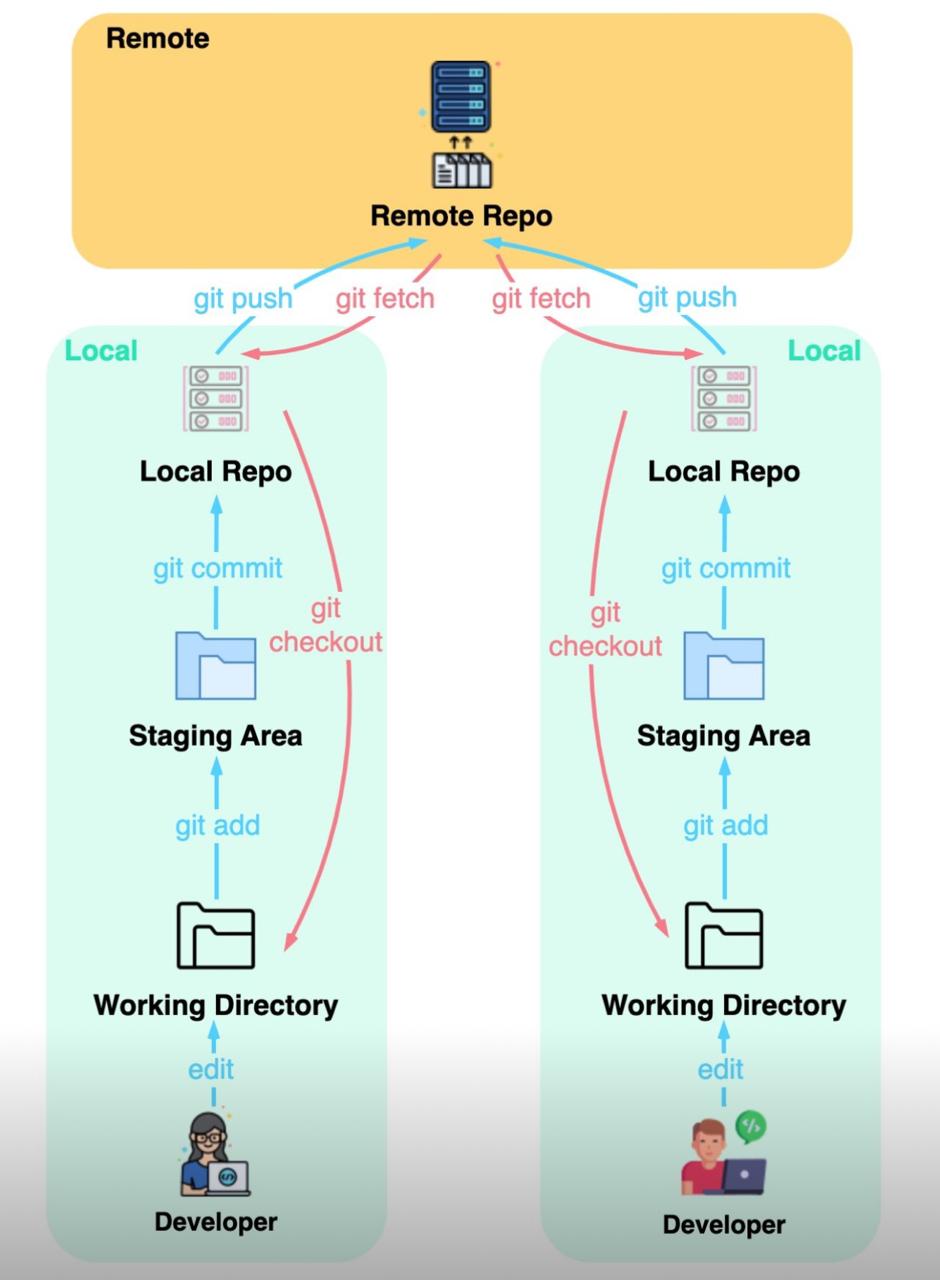 Remote
Remote Repo
git push
git fetch
git fetch
git push
Local
Local
Local Repo
Local Repo
git commit
git commit
git
checkout
git
checkout
Staging Area
Staging Area
git add
git add
Working Directory
Working Directory
edit
edit
</>
Developer
Developer